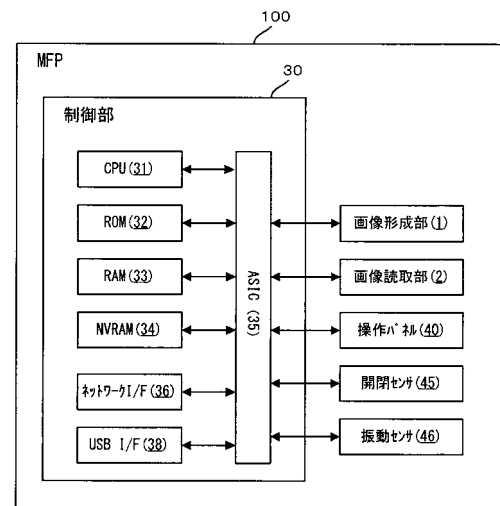 100
MFP
30
制御部
CPU(31)
ROM(32)
RAM(33)
NVRAM(34)
ネットワークI/F(36)
USB I/F(38)
ASIC (35)
画像形成部(1)
画像読取部(2)
操作パネル(40)
開閉センサ(45)
振動センサ(46)